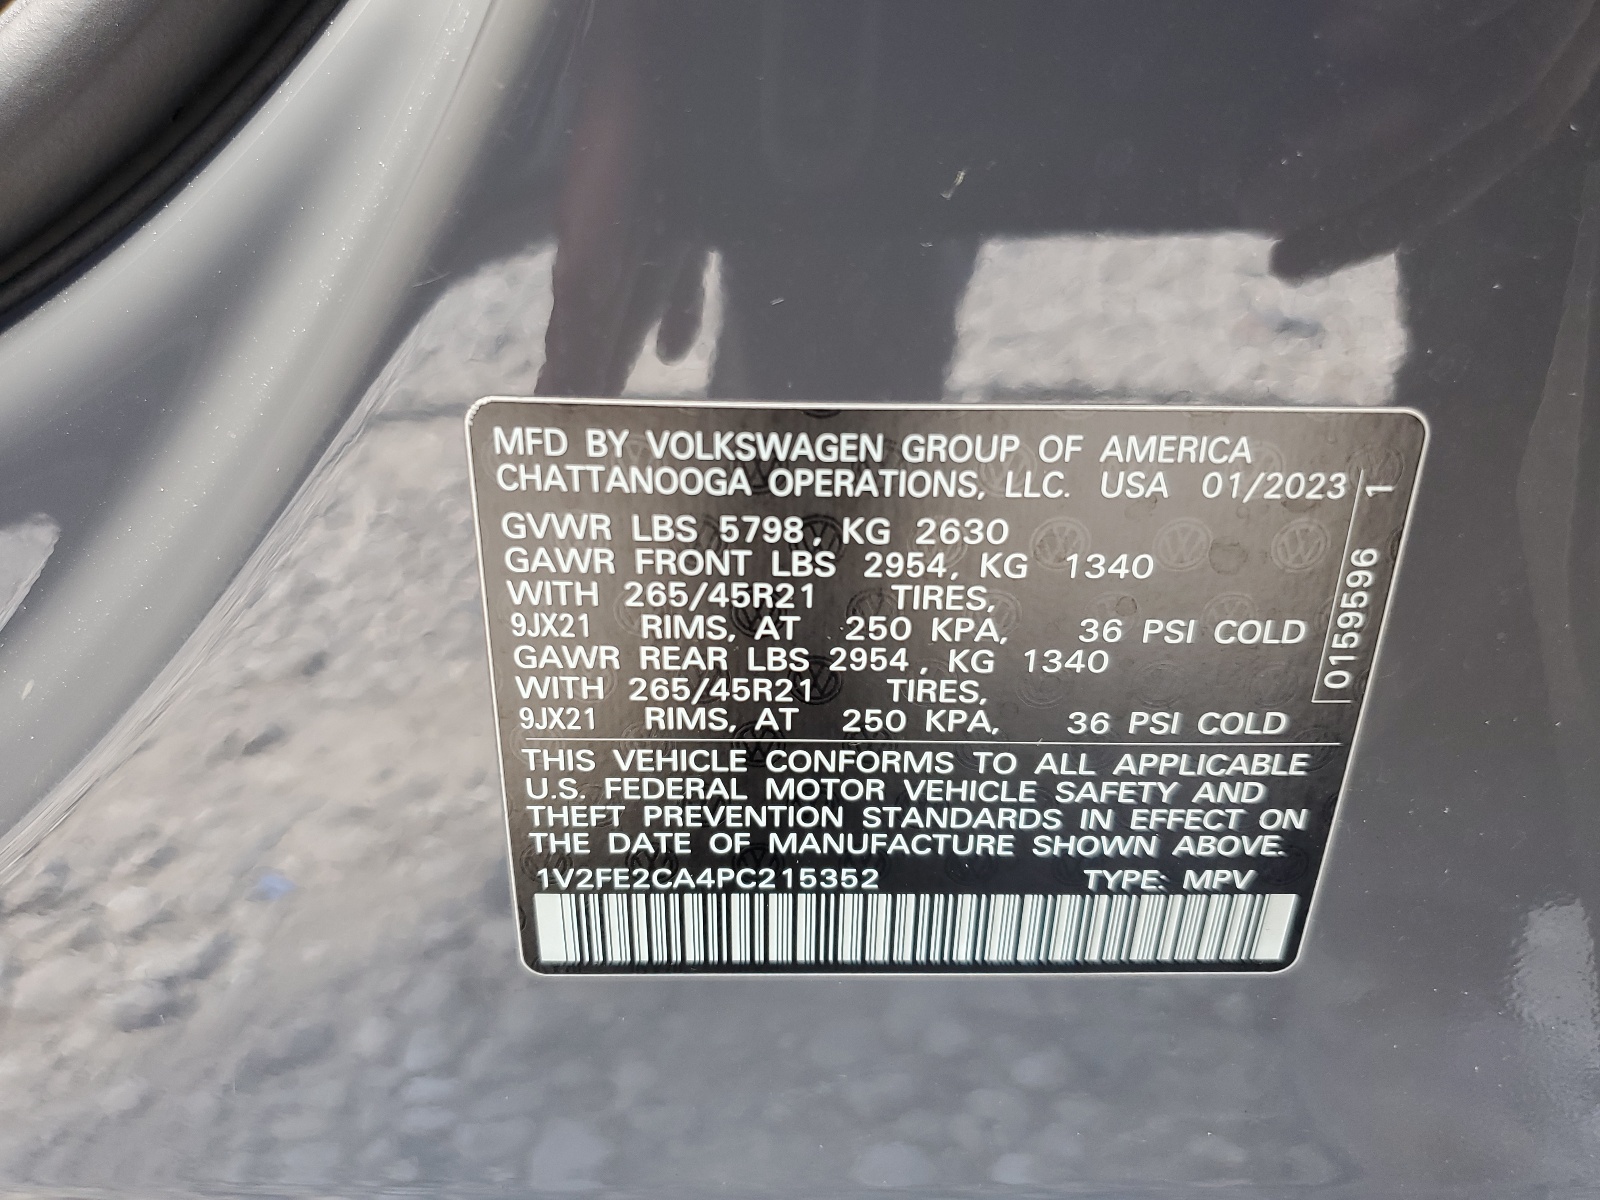 MFD BY VOLKSWAGEN GROUP OF AMERICA
CHATTANOOGA OPERATIONS, LLC. USA 01/2023
GVWR LBS 5798, KG 2630
GAWR FRONT LBS 2954, KG 1340
WITH 265/45R21 TIRES,
9JX21 RIMS, AT 250 KPA, 36 PSI COLD
GAWR REAR LBS 2954, KG 1340
WITH 265/45R21 TIRES,
9JX21 RIMS, AT 250 KPA, 36 PSI COLD
THIS VEHICLE CONFORMS TO ALL APPLICABLE
U.S. FEDERAL MOTOR VEHICLE SAFETY AND
THEFT PREVENTION STANDARDS IN EFFECT ON
THE DATE OF MANUFACTURE SHOWN ABOVE.
1V2FE2CA4PC215352 TYPE: MPV
0159596 1